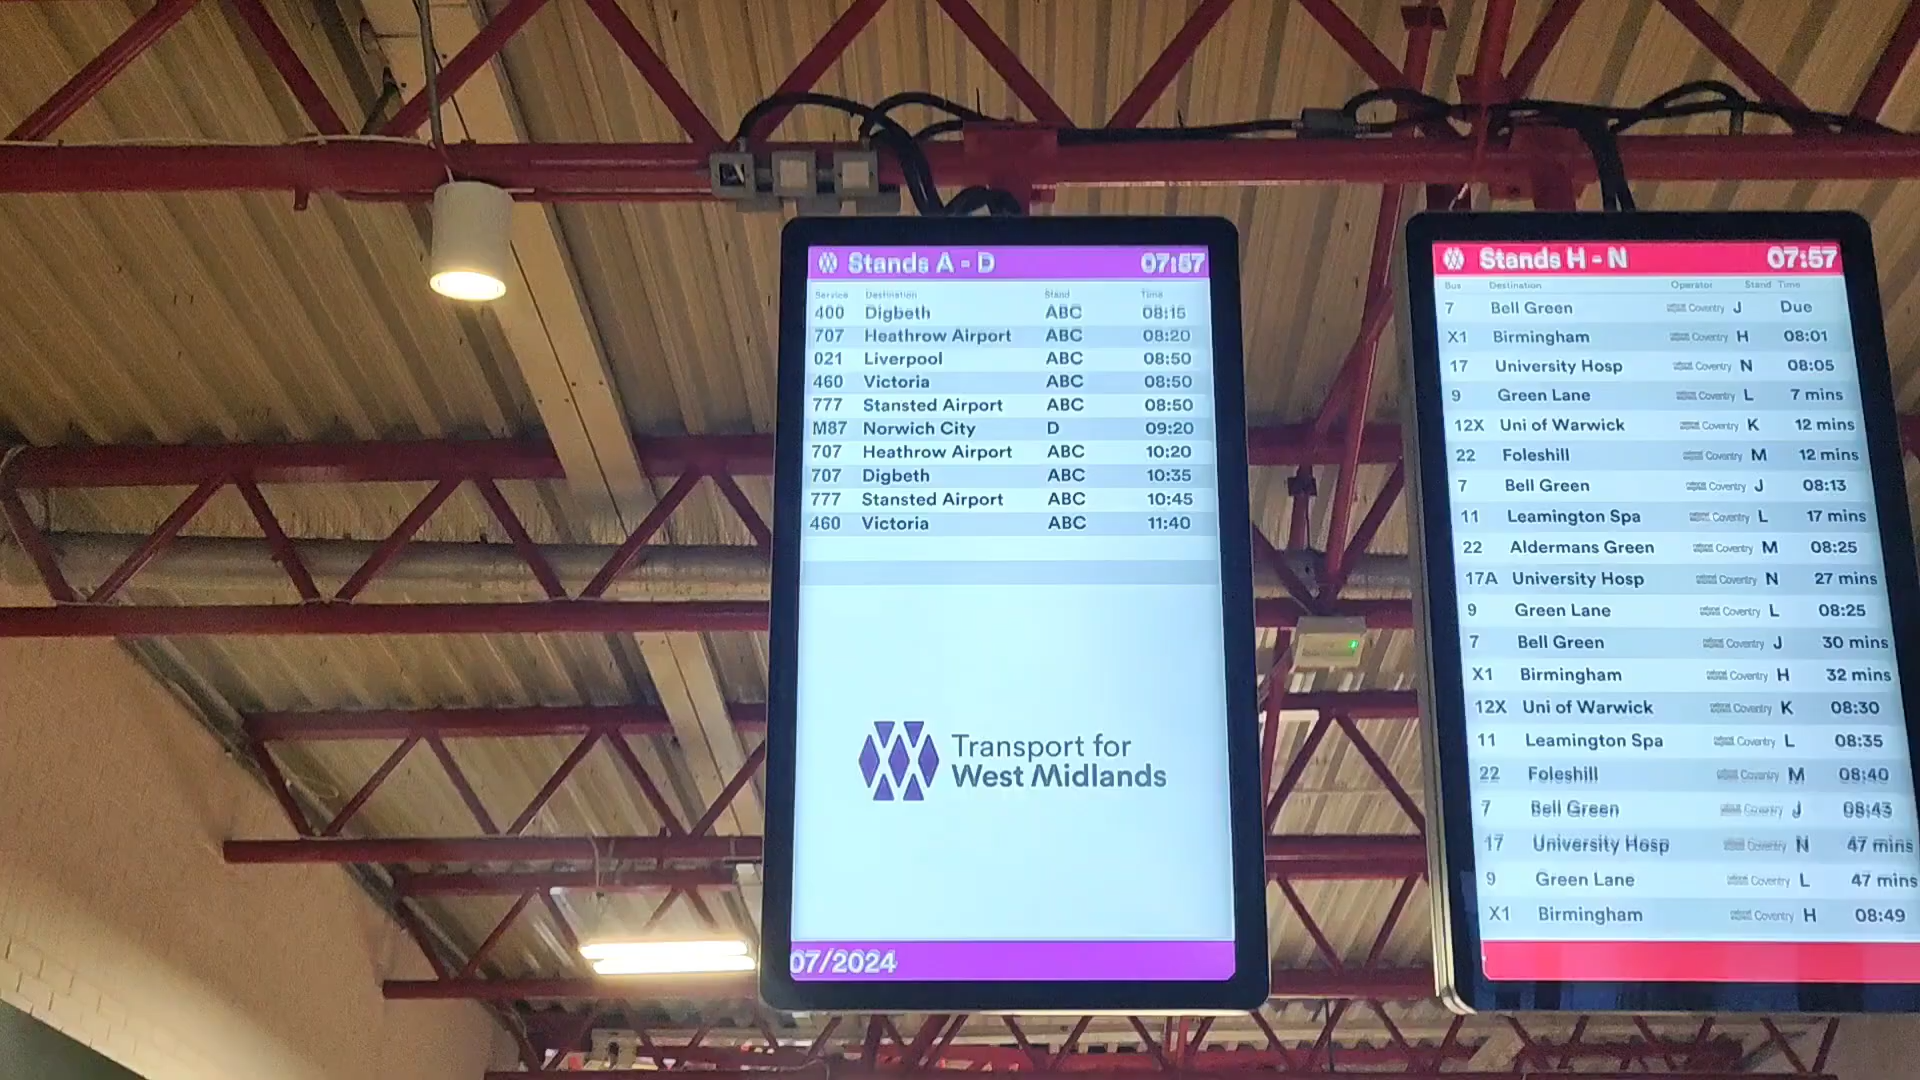 Stands A - D 07:57
Service Destination Stand Time
400 Digbeth ABC 08:15
707 Heathrow Airport ABC 08:20
021 Liverpool ABC 08:50
460 Victoria ABC 08:50
777 Stansted Airport ABC 08:50
M87 Norwich City D 09:20
707 Heathrow Airport ABC 10:20
707 Digbeth ABC 10:35
777 Stansted Airport ABC 10:45
460 Victoria ABC 11:40
Transport for
West Midlands
07/2024
Stands H - N 07:57
Bus Destination Operator Stand Time
7 Bell Green Coventry J Due
X1 Birmingham Coventry H 08:01
17 University Hosp Coventry N 08:05
9 Green Lane Coventry L 7 mins
12X Uni of Warwick Coventry K 12 mins
22 Foleshill Coventry M 12 mins
7 Bell Green Coventry J 08:13
11 Leamington Spa Coventry L 17 mins
22 Aldermans Green Coventry M 08:25
17A University Hosp Coventry N 27 mins
9 Green Lane Coventry L 08:25
7 Bell Green Coventry J 30 mins
X1 Birmingham Coventry H 32 mins
12X Uni of Warwick Coventry K 08:30
11 Leamington Spa Coventry L 08:35
22 Foleshill Coventry M 08:40
7 Bell Green Coventry J 08:43
17 University Hosp Coventry N 47 mins
9 Green Lane Coventry L 47 mins
X1 Birmingham Coventry H 08:49